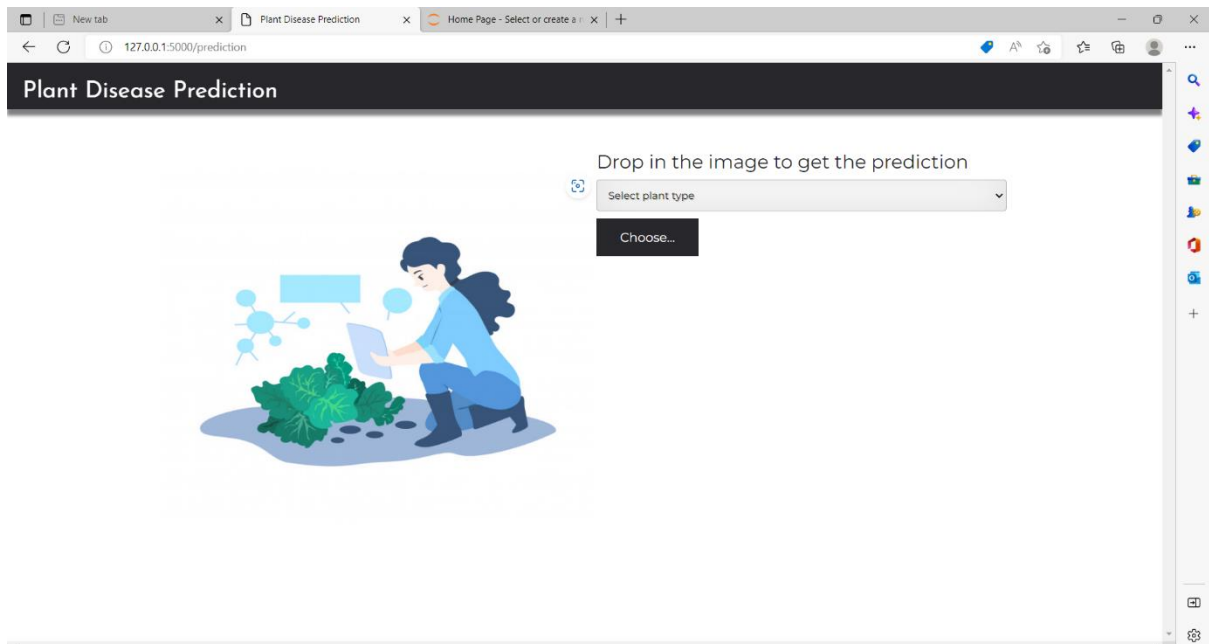 New tab
Plant Disease Prediction
Home Page - Select or create a n
127.0.0.1:5000/prediction
Plant Disease Prediction
Drop in the image to get the prediction
Select plant type
Choose...